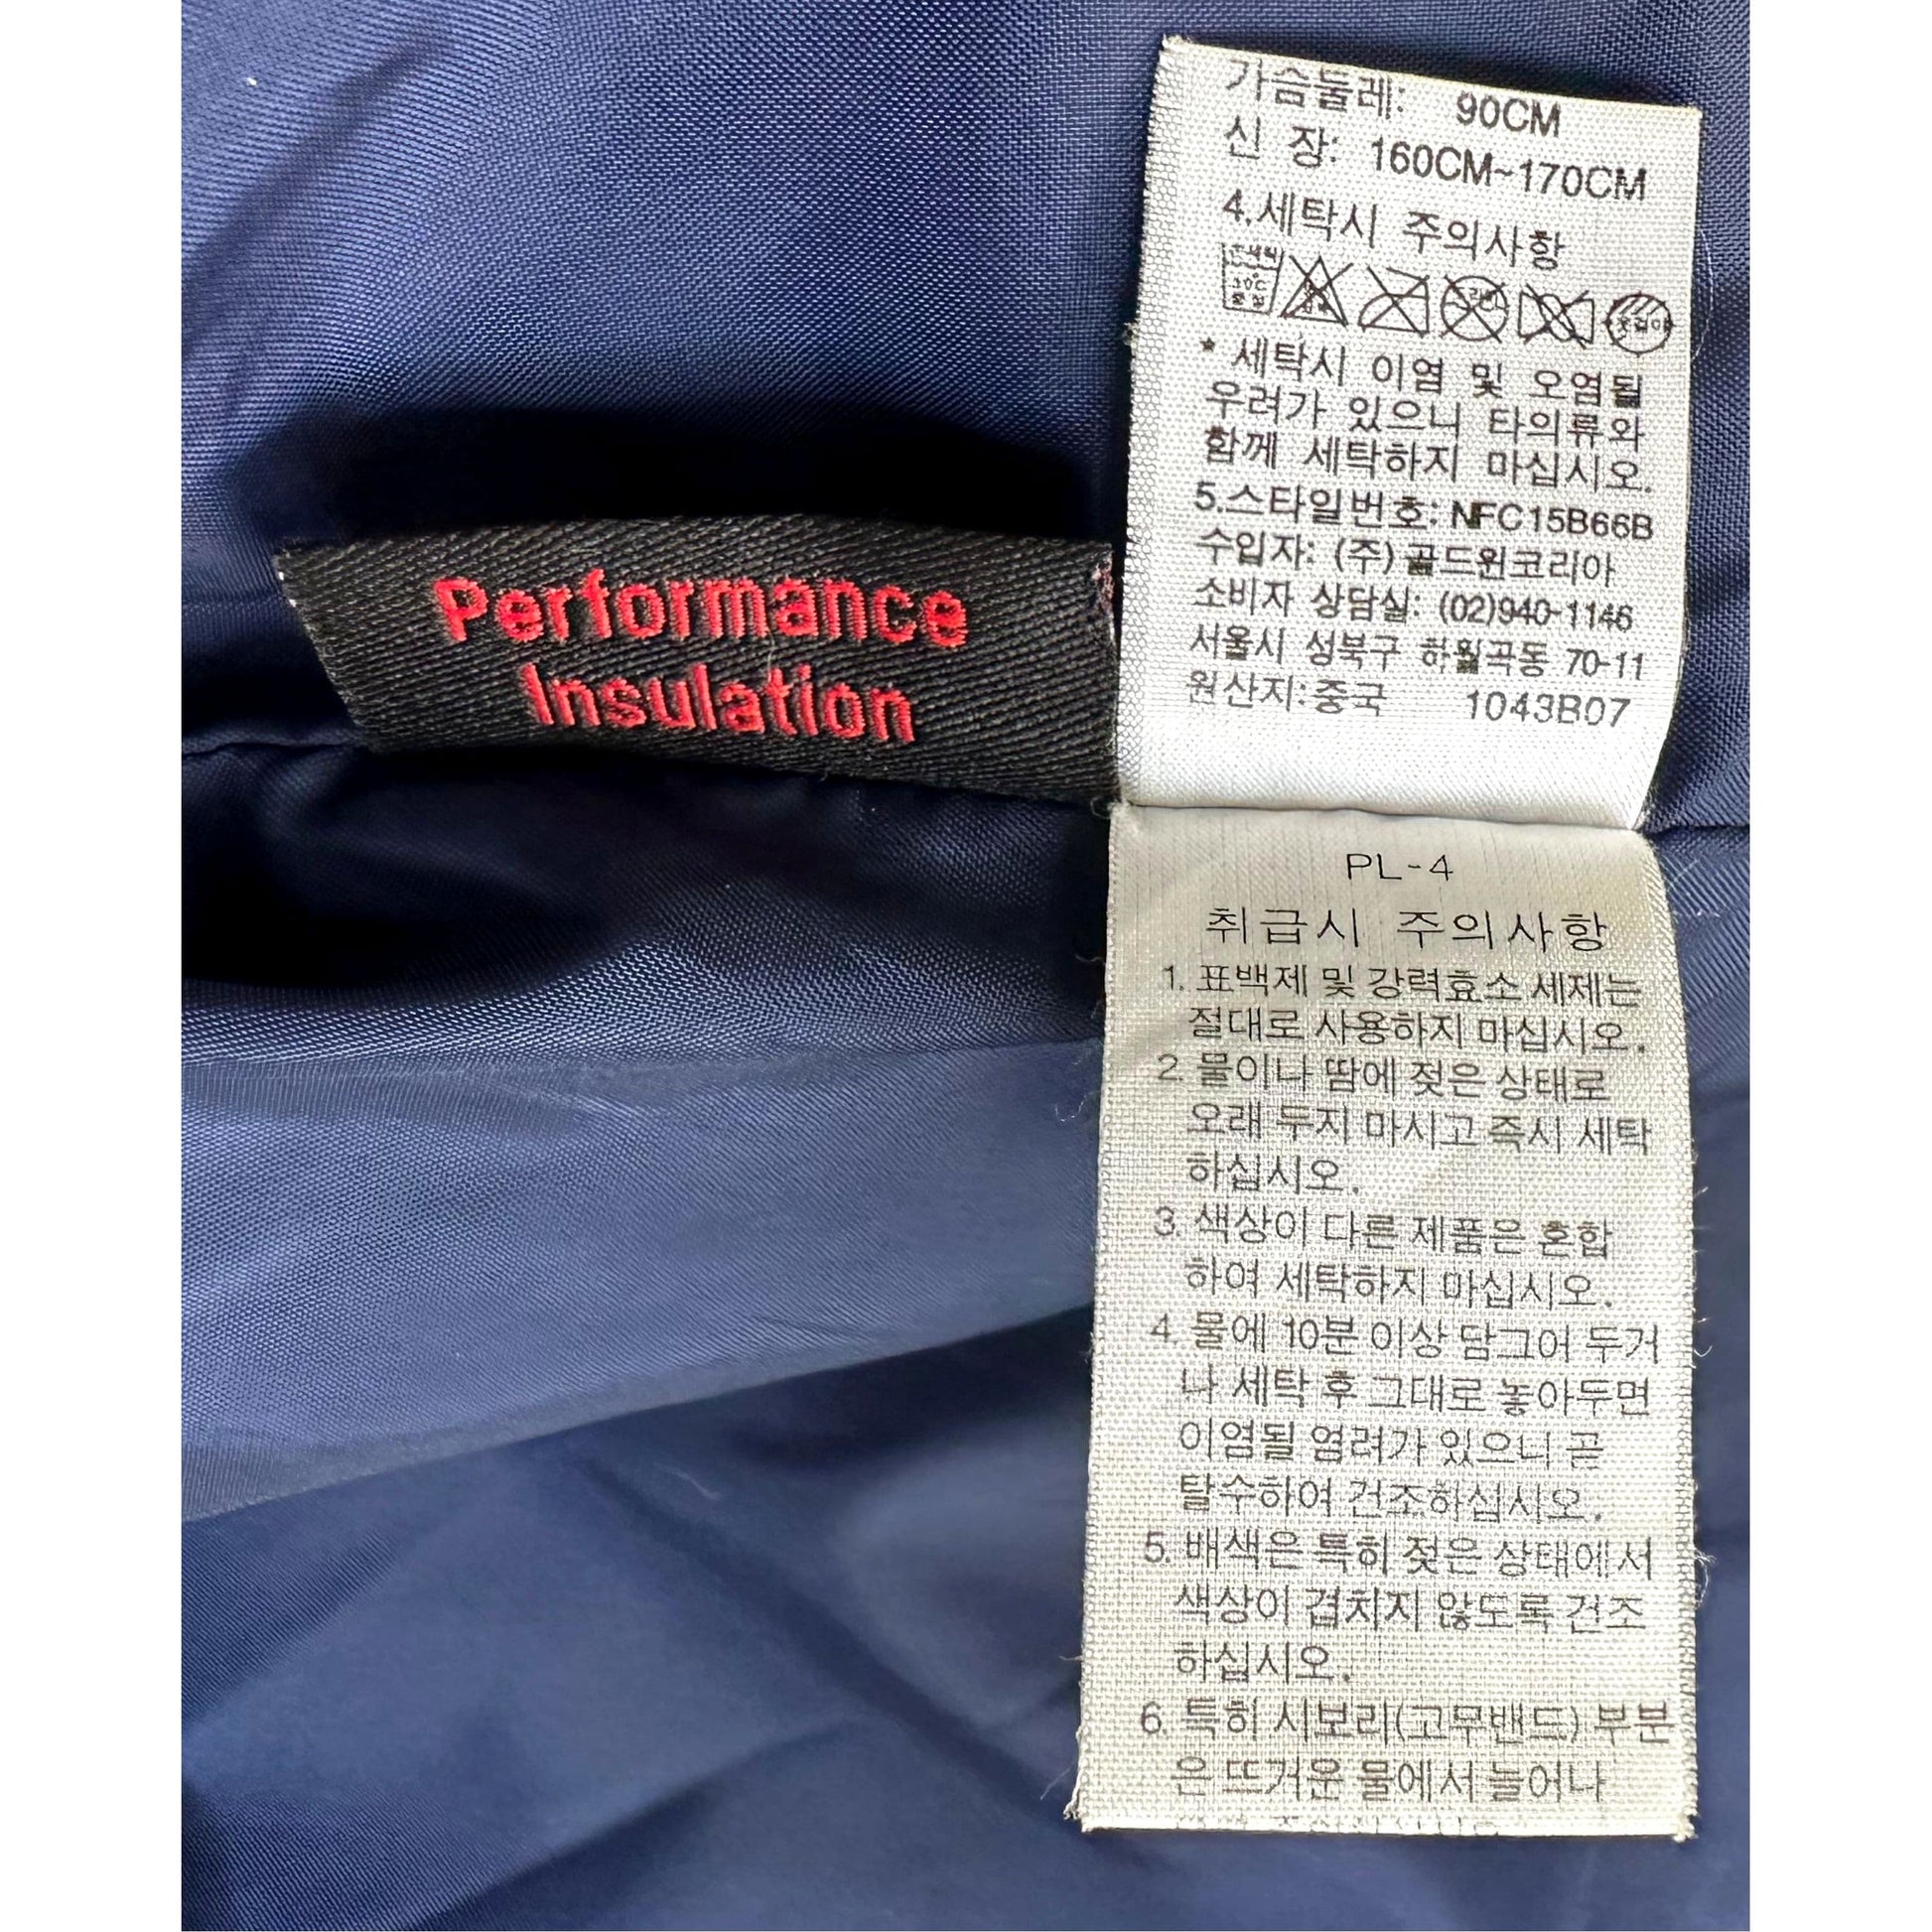 Performance
Insulation
가슴둘레: 90CM
신 장: 160CM~170CM
4.세탁시 주의사항
* 세탁시 이염 및 오염될
우려가 있으니 타의류와
함께 세탁하지 마십시오.
5.스타일번호: NFC15B66B
수입자: (주) 골드윈코리아
소비자 상담실: (02)940-1146
서울시 성북구 하월곡동 70-11
원산지:중국 1043B07
PL-4
취급시 주의사항
1. 표백제 및 강력효소 세제는
절대로 사용하지 마십시오.
2. 물이나 땀에 젖은 상태로
오래 두지 마시고 즉시 세탁
하십시오.
3. 색상이 다른 제품은 혼합
하여 세탁하지 마십시오.
4. 물에 10분 이상 담그어 두거
나 세탁 후 그대로 놓아두면
이염될 염려가 있으니 곧
탈수하여 건조하십시오.
5. 배색은 특히 젖은 상태에서
색상이 겹치지 않도록 건조
하십시오.
6. 특히 시보리(고무밴드) 부분
은 뜨거운 물에서 늘어나